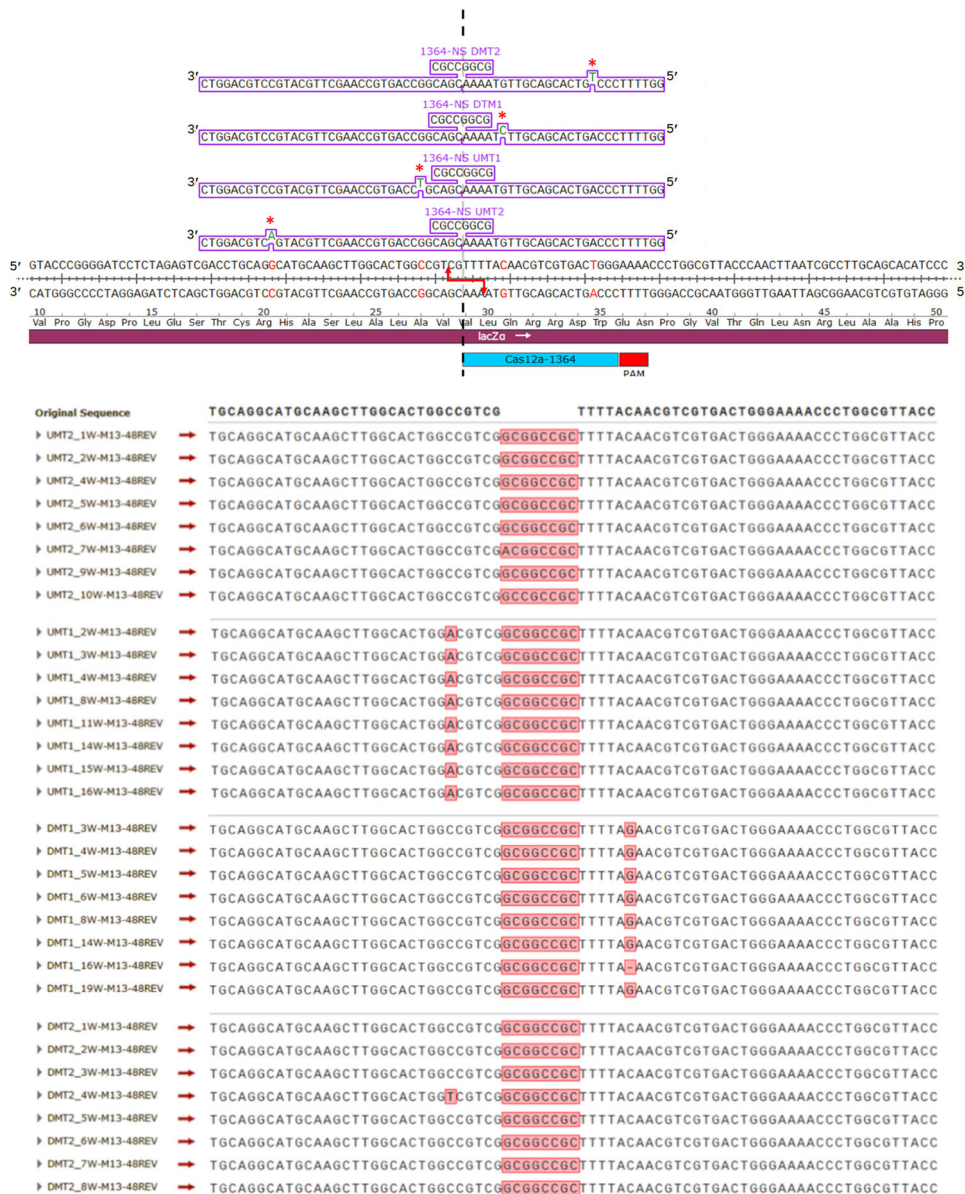 1364-NS DMT2
*
CGCCGGCG
3′ CTGGACGTCCGTACGTTCGAACCGTGACCGGCAGCAAAATGTTGCAGCACTGTCCCTTTTGG 5′
1364-NS DTM1
*
CGCCGGCG
3′ CTGGACGTCCGTACGTTCGAACCGTGACCGGCAGCAAAATCTTGCAGCACTGACCCTTTTGG 5′
1364-NS UMT1
*
CGCCGGCG
3′ CTGGACGTCCGTACGTTCGAACCGTGACCTGCAGCAAAATGTTGCAGCACTGACCCTTTTGG 5′
1364-NS UMT2
*
CGCCGGCG
3′ CTGGACGTCAGTACGTTCGAACCGTGACCGGCAGCAAAATGTTGCAGCACTGACCCTTTTGG 5′
5′ GTACCCGGGGATCCTCTAGAGTCGACCTGCAGGCATGCAAGCTTGGCACTGGCCGTCGTTTTACAACGTCGTGACTGGGAAAACCCTGGCGTTACCCAACTTAATCGCCTTGCAGCACATCCC 3
3′ CATGGGCCCCTAGGAGATCTCAGCTGGACGTCCGTACGTTCGAACCGTGACCGGCAGCAAAATGTTGCAGCACTGACCCTTTTGGGACCGCAATGGGTTGAATTAGCGGAACGTCGTGTAGGG 5
10 15 20 25 30 35 40 45 50
Val Pro Gly Asp Pro Leu Glu Ser Thr Cys Arg His Ala Ser Leu Ala Leu Ala Val Val Leu Gln Arg Arg Asp Trp Glu Asn Pro Gly Val Thr Gln Leu Asn Arg Leu Ala Ala His Pro
lacZα →
Cas12a-1364
PAM
Original Sequence TGCAGGCATGCAAGCTTGGCACTGGCCGTCG TTTTACAACGTCGTGACTGGGAAAACCCTGGCGTTACC
UMT2_1W-M13-48REV TGCAGGCATGCAAGCTTGGCACTGGCCGTCGGCGGCCGCTTTTACAACGTCGTGACTGGGAAAACCCTGGCGTTACC
UMT2_2W-M13-48REV TGCAGGCATGCAAGCTTGGCACTGGCCGTCGGCGGCCGCTTTTACAACGTCGTGACTGGGAAAACCCTGGCGTTACC
UMT2_4W-M13-48REV TGCAGGCATGCAAGCTTGGCACTGGCCGTCGGCGGCCGCTTTTACAACGTCGTGACTGGGAAAACCCTGGCGTTACC
UMT2_5W-M13-48REV TGCAGGCATGCAAGCTTGGCACTGGCCGTCGGCGGCCGCTTTTACAACGTCGTGACTGGGAAAACCCTGGCGTTACC
UMT2_6W-M13-48REV TGCAGGCATGCAAGCTTGGCACTGGCCGTCGGCGGCCGCTTTTACAACGTCGTGACTGGGAAAACCCTGGCGTTACC
UMT2_7W-M13-48REV TGCAGGCATGCAAGCTTGGCACTGGCCGTCGACGGCCGCTTTTACAACGTCGTGACTGGGAAAACCCTGGCGTTACC
UMT2_9W-M13-48REV TGCAGGCATGCAAGCTTGGCACTGGCCGTCGGCGGCCGCTTTTACAACGTCGTGACTGGGAAAACCCTGGCGTTACC
UMT2_10W-M13-48REV TGCAGGCATGCAAGCTTGGCACTGGCCGTCGGCCGCCGCTTTTACAACGTCGTGACTGGGAAAACCCTGGCGTTACC
UMT1_2W-M13-48REV TGCAGGCATGCAAGCTTGGCACTGGACGTCGGCGGCCGCTTTTACAACGTCGTGACTGGGAAAACCCTGGCGTTACC
UMT1_3W-M13-48REV TGCAGGCATGCAAGCTTGGCACTGGACGTCGGCGGCCGCTTTTACAACGTCGTGACTGGGAAAACCCTGGCGTTACC
UMT1_4W-M13-48REV TGCAGGCATGCAAGCTTGGCACTGGACGTCGGCGGCCGCTTTTACAACGTCGTGACTGGGAAAACCCTGGCGTTACC
UMT1_8W-M13-48REV TGCAGGCATGCAAGCTTGGCACTGGACGTCGGCGGCCGCTTTTACAACGTCGTGACTGGGAAAACCCTGGCGTTACC
UMT1_11W-M13-48REV TGCAGGCATGCAAGCTTGGCACTGGACGTCGGCGGCCGCTTTTACAACGTCGTGACTGGGAAAACCCTGGCGTTACC
UMT1_14W-M13-48REV TGCAGGCATGCAAGCTTGGCACTGGACGTCGGCGGCCGCTTTTACAACGTCGTGACTGGGAAAACCCTGGCGTTACC
UMT1_15W-M13-48REV TGCAGGCATGCAAGCTTGGCACTGGACGTCGGCGGCCGCTTTTACAACGTCGTGACTGGGAAAACCCTGGCGTTACC
UMT1_16W-M13-48REV TGCAGGCATGCAAGCTTGGCACTGGACGTCGGCGGCCGCTTTTACAACGTCGTGACTGGGAAAACCCTGGCGTTACC
DMT1_3W-M13-48REV TGCAGGCATGCAAGCTTGGCACTGGCCGTCGGCGGCCGCTTTTAGAACGTCGTGACTGGGAAAACCCTGGCGTTACC
DMT1_4W-M13-48REV TGCAGGCATGCAAGCTTGGCACTGGCCGTCGGCGGCCGCTTTTAGAACGTCGTGACTGGGAAAACCCTGGCGTTACC
DMT1_5W-M13-48REV TGCAGGCATGCAAGCTTGGCACTGGCCGTCGGCGGCCGCTTTTAGAACGTCGTGACTGGGAAAACCCTGGCGTTACC
DMT1_6W-M13-48REV TGCAGGCATGCAAGCTTGGCACTGGCCGTCGGCGGCCGCTTTTAGAACGTCGTGACTGGGAAAACCCTGGCGTTACC
DMT1_8W-M13-48REV TGCAGGCATGCAAGCTTGGCACTGGCCGTCGGCGGCCGCTTTTAGAACGTCGTGACTGGGAAAACCCTGGCGTTACC
DMT1_14W-M13-48REV TGCAGGCATGCAAGCTTGGCACTGGCCGTCGGCGGCCGCTTTTAGAACGTCGTGACTGGGAAAACCCTGGCGTTACC
DMT1_16W-M13-48REV TGCAGGCATGCAAGCTTGGCACTGGCCGTCGGCGGCCGCTTTTA-AACGTCGTGACTGGGAAAACCCTGGCGTTACC
DMT1_19W-M13-48REV TGCAGGCATGCAAGCTTGGCACTGGCCGTCGGCGGCCGCTTTTAGAACGTCGTGACTGGGAAAACCCTGGCGTTACC
DMT2_1W-M13-48REV TGCAGGCATGCAAGCTTGGCACTGGCCGTCGGCGGCCGCTTTTACAACGTCGTGACTGGGAAAACCCTGGCGTTACC
DMT2_2W-M13-48REV TGCAGGCATGCAAGCTTGGCACTGGCCGTCGGCGGCCGCTTTTACAACGTCGTGACTGGGAAAACCCTGGCGTTACC
DMT2_3W-M13-48REV TGCAGGCATGCAAGCTTGGCACTGGCCGTCGGCGGCCGCTTTTACAACGTCGTGACTGGGAAAACCCTGGCGTTACC
DMT2_4W-M13-48REV TGCAGGCATGCAAGCTTGGCACTGGTCGTCGGCGGCCGCTTTTACAACGTCGTGACTGGGAAAACCCTGGCGTTACC
DMT2_5W-M13-48REV TGCAGGCATGCAAGCTTGGCACTGGCCGTCGGCGGCCGCTTTTACAACGTCGTGACTGGGAAAACCCTGGCGTTACC
DMT2_6W-M13-48REV TGCAGGCATGCAAGCTTGGCACTGGCCGTCGGCGGCCGCTTTTACAACGTCGTGACTGGGAAAACCCTGGCGTTACC
DMT2_7W-M13-48REV TGCAGGCATGCAAGCTTGGCACTGGCCGTCGGCGGCCGCTTTTACAACGTCGTGACTGGGAAAACCCTGGCGTTACC
DMT2_8W-M13-48REV TGCAGGCATGCAAGCTTGGCACTGGCCGTCGGCGGCCGCTTTTACAACGTCGTGACTGGGAAAACCCTGGCGTTACC